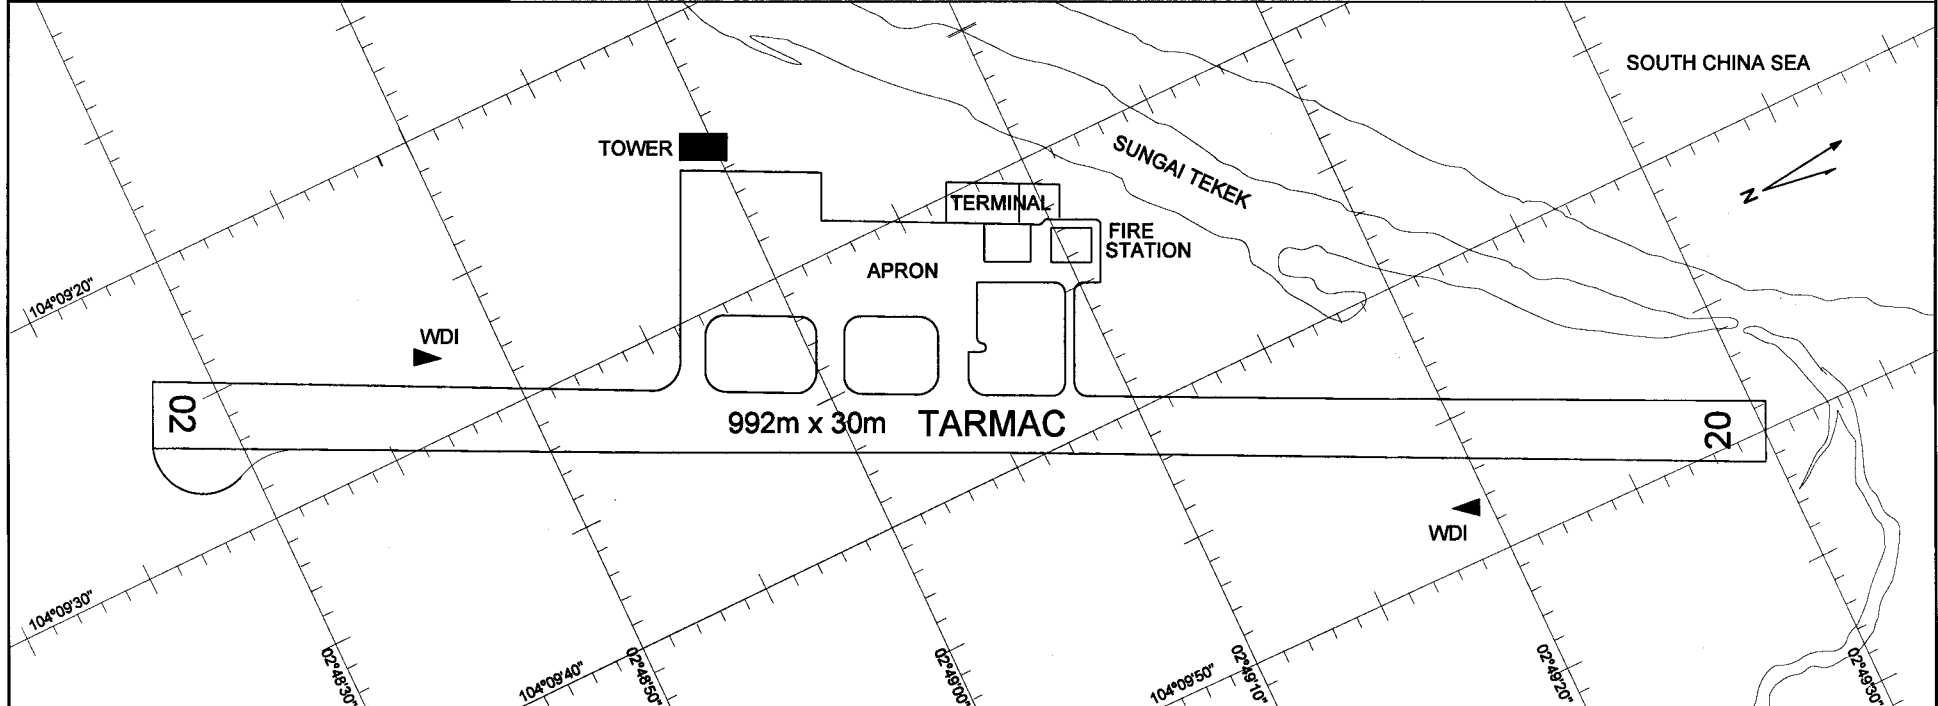 SOUTH CHINA SEA
TOWER
SUNGAI TEKEK
N
TERMINAL
FIRE
STATION
APRON
104°09'20"
WDI
02
992m x 30m TARMAC
20
WDI
104°09'30"
104°09'40"
104°09'50"
02°48'30"
02°48'50"
02°49'00"
02°49'10"
02°49'20"
02°49'30"